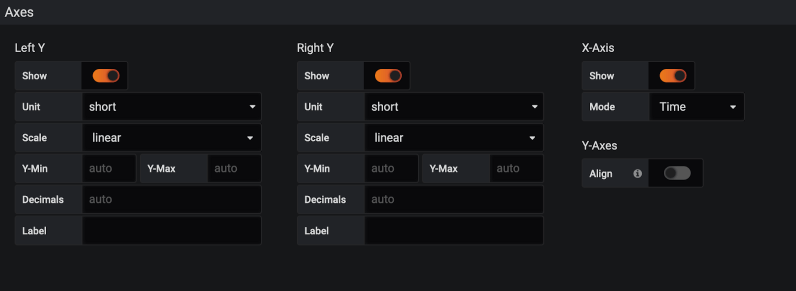 Axes
Left Y
Show
Unit short
Scale linear
Y-Min auto Y-Max auto
Decimals auto
Label
Right Y
Show
Unit short
Scale linear
Y-Min auto Y-Max auto
Decimals auto
Label
X-Axis
Show
Mode Time
Y-Axes
Align